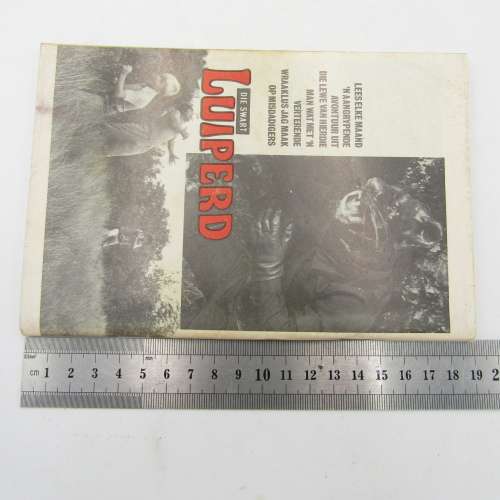 LEES ELKE MAAND
'N AANGRYPENDE
AVONTUUR UIT
DIE LEWE VAN HIERDIE
MAN WAT MET 'N
VERTERENDE
WRAAKLUS JAG MAAK
OP MISDADIGERS
DIE SWART
LUIPERD
mm
cm 1 2 3 4 5 6 7 8 9 10 11 12 13 14 15 16 17 18 19 2